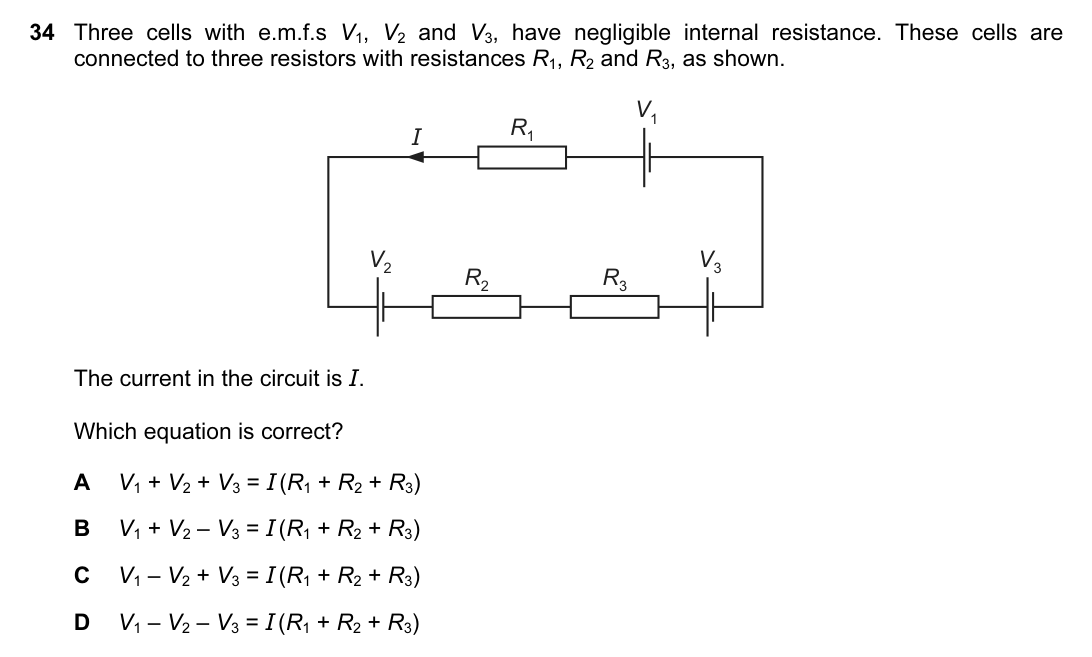 34 Three cells with e.m.f.s V₁, V₂ and V₃, have negligible internal resistance. These cells are
connected to three resistors with resistances R₁, R₂ and R₃, as shown.
V₁
I
R₁
V₂
R₂
R₃
V₃
The current in the circuit is I.
Which equation is correct?
A V₁ + V₂ + V₃ = I(R₁ + R₂ + R₃)
B V₁ + V₂ – V₃ = I(R₁ + R₂ + R₃)
C V₁ – V₂ + V₃ = I(R₁ + R₂ + R₃)
D V₁ – V₂ – V₃ = I(R₁ + R₂ + R₃)